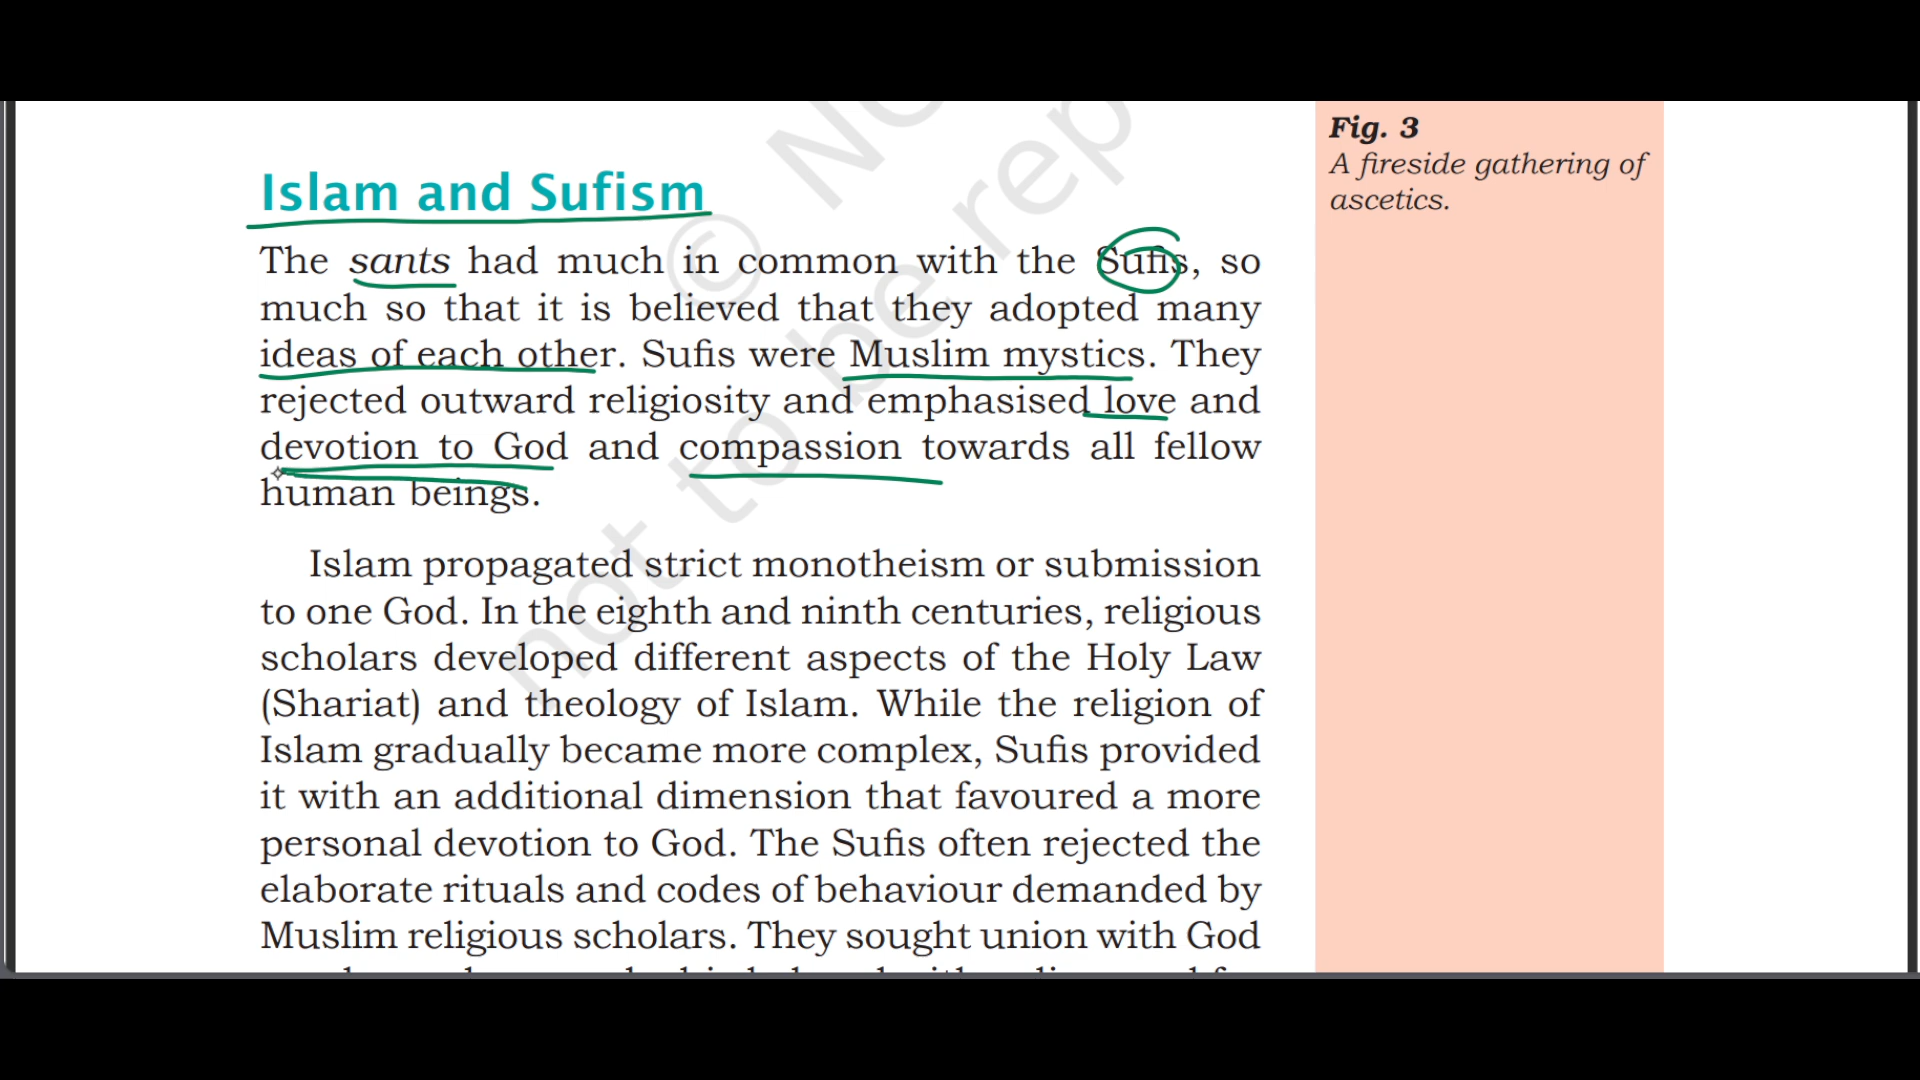 Islam and Sufism
The sants had much in common with the Sufis, so
much so that it is believed that they adopted many
ideas of each other. Sufis were Muslim mystics. They
rejected outward religiosity and emphasised love and
devotion to God and compassion towards all fellow
human beings.
Islam propagated strict monotheism or submission
to one God. In the eighth and ninth centuries, religious
scholars developed different aspects of the Holy Law
(Shariat) and theology of Islam. While the religion of
Islam gradually became more complex, Sufis provided
it with an additional dimension that favoured a more
personal devotion to God. The Sufis often rejected the
elaborate rituals and codes of behaviour demanded by
Muslim religious scholars. They sought union with God
Fig. 3
A fireside gathering of
ascetics.
© NC
not to be rep